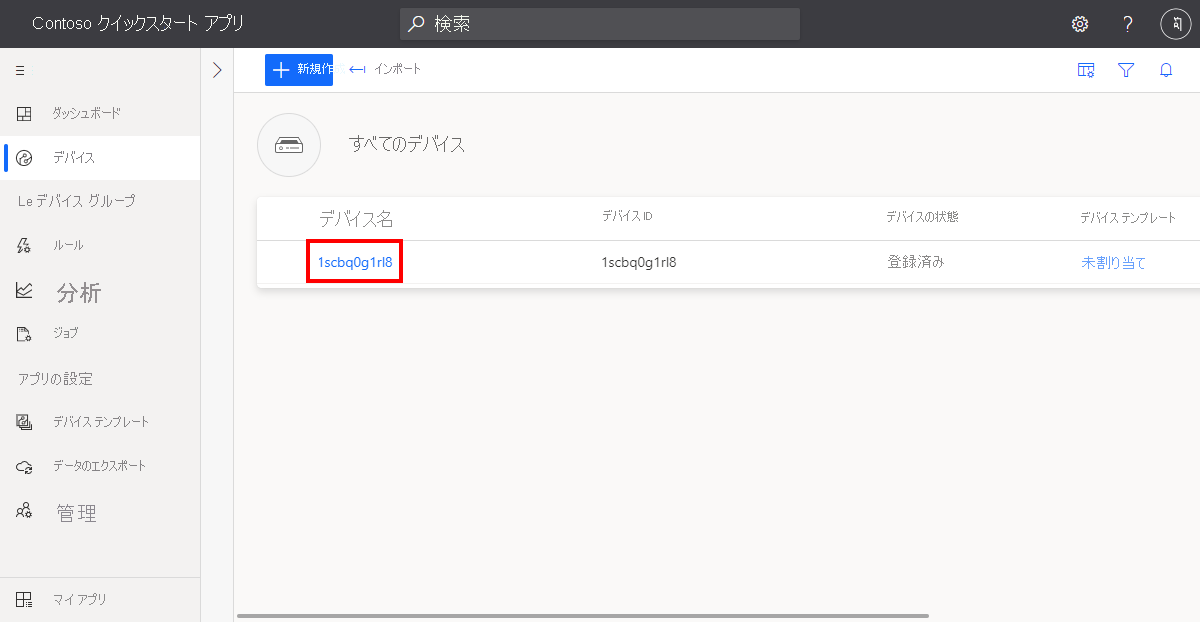 Contoso クイックスタート アプリ
検索
?
新規作
インポート
ダッシュボード
デバイス
Le デバイス グループ
ルール
分析
ジョブ
アプリの設定
デバイス テンプレート
データのエクスポート
管理
マイ アプリ
すべてのデバイス
デバイス名 デバイス ID デバイスの状態 デバイス テンプレート
1scbq0g1rl8 1scbq0g1rl8 登録済み 未割り当て